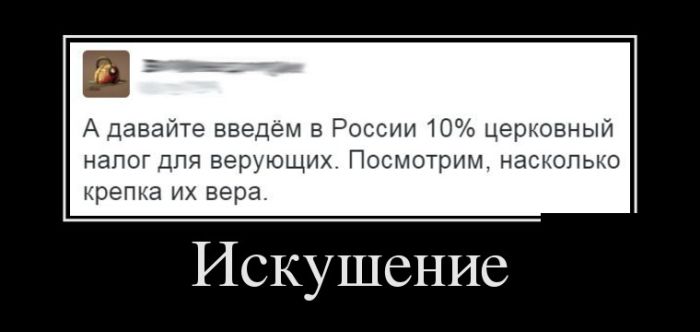 А давайте введём в России 10% церковный
налог для верующих. Посмотрим, насколько
крепка их вера.
Искушение